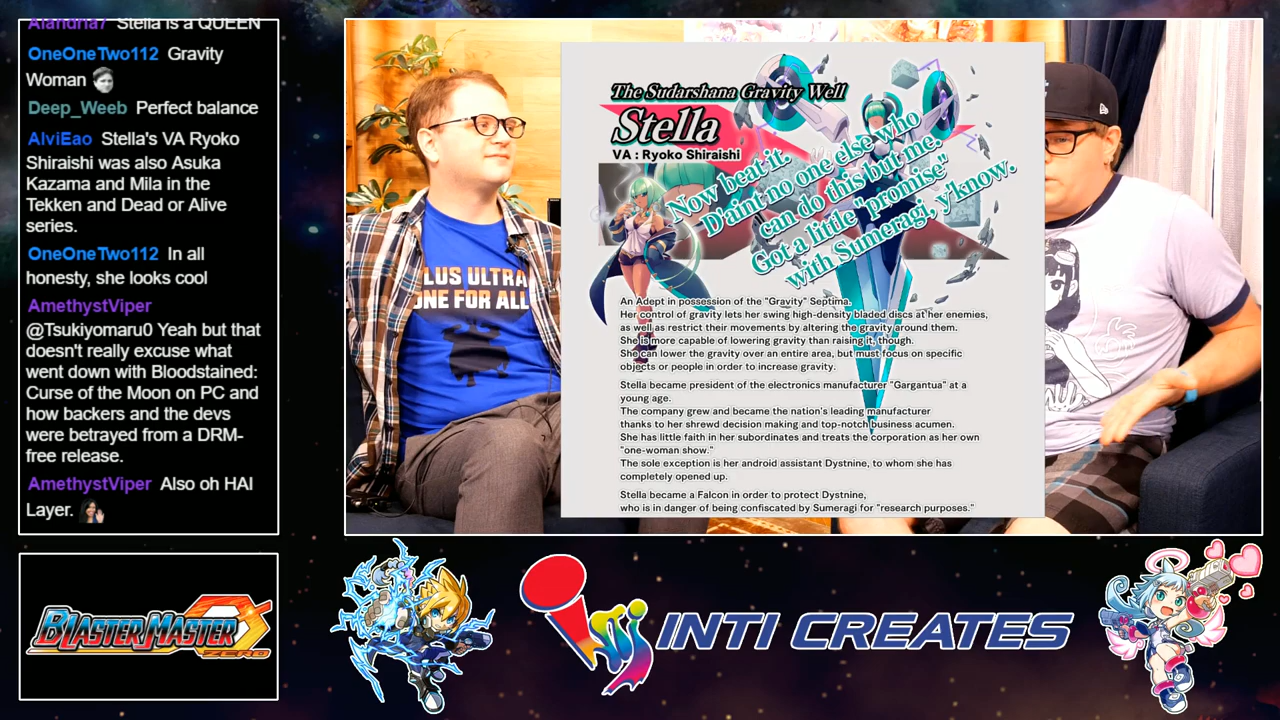 Alandria7 Stella is a QUEEN
OneOneTwo112 Gravity
Woman
Deep_Weeb Perfect balance
AlviEao Stella's VA Ryoko
Shiraishi was also Asuka
Kazama and Mila in the
Tekken and Dead or Alive
series.
OneOneTwo112 In all
honesty, she looks cool
AmethystViper
@Tsukiyomaru0 Yeah but that
doesn't really excuse what
went down with Bloodstained:
Curse of the Moon on PC and
how backers and the devs
were betrayed from a DRM-
free release.
AmethystViper Also oh HAI
Layer.
BLASTER MASTER
ZERO
PLUS ULTRA
ONE FOR ALL
The Sudarshana Gravity Well
Stella
VA : Ryoko Shiraishi
Now beat it.
D'aint no one else who
can do this but me.
Got a little "promise"
with Sumeragi, y'know.
An Adept in possession of the "Gravity" Septima.
Her control of gravity lets her swing high-density bladed discs at her enemies,
as well as restrict their movements by altering the gravity around them.
She is more capable of lowering gravity than raising it, though.
She can lower the gravity over an entire area, but must focus on specific
objects or people in order to increase gravity.
Stella became president of the electronics manufacturer "Gargantua" at a
young age.
The company grew and became the nation's leading manufacturer
thanks to her shrewd decision making and top-notch business acumen.
She has little faith in her subordinates and treats the corporation as her own
"one-woman show."
The sole exception is her android assistant Dystnine, to whom she has
completely opened up.
Stella became a Falcon in order to protect Dystnine,
who is in danger of being confiscated by Sumeragi for "research purposes."
inti
INTI CREATES